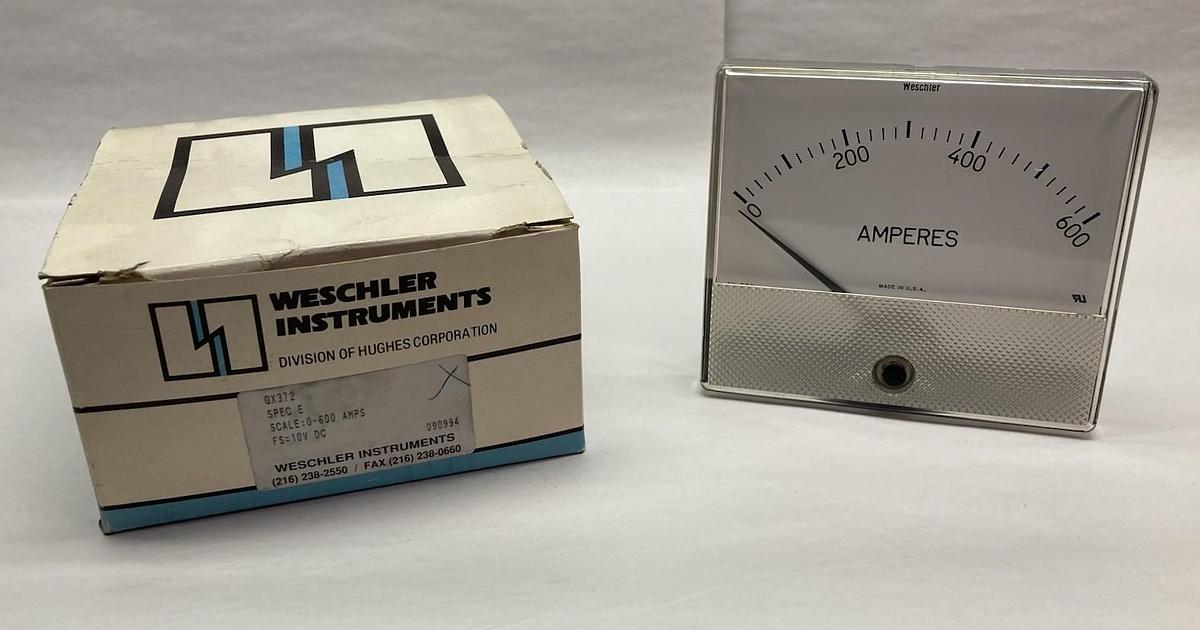 WESCHLER
INSTRUMENTS
DIVISION OF HUGHES CORPORATION
GX372
SPEC E
SCALE:0-600 AMPS
FS=10V DC
090994
WESCHLER INSTRUMENTS
(216) 238-2550 / FAX (216) 238-0660
Weschler
0 200 400 600
AMPERES
MADE IN U.S.A.